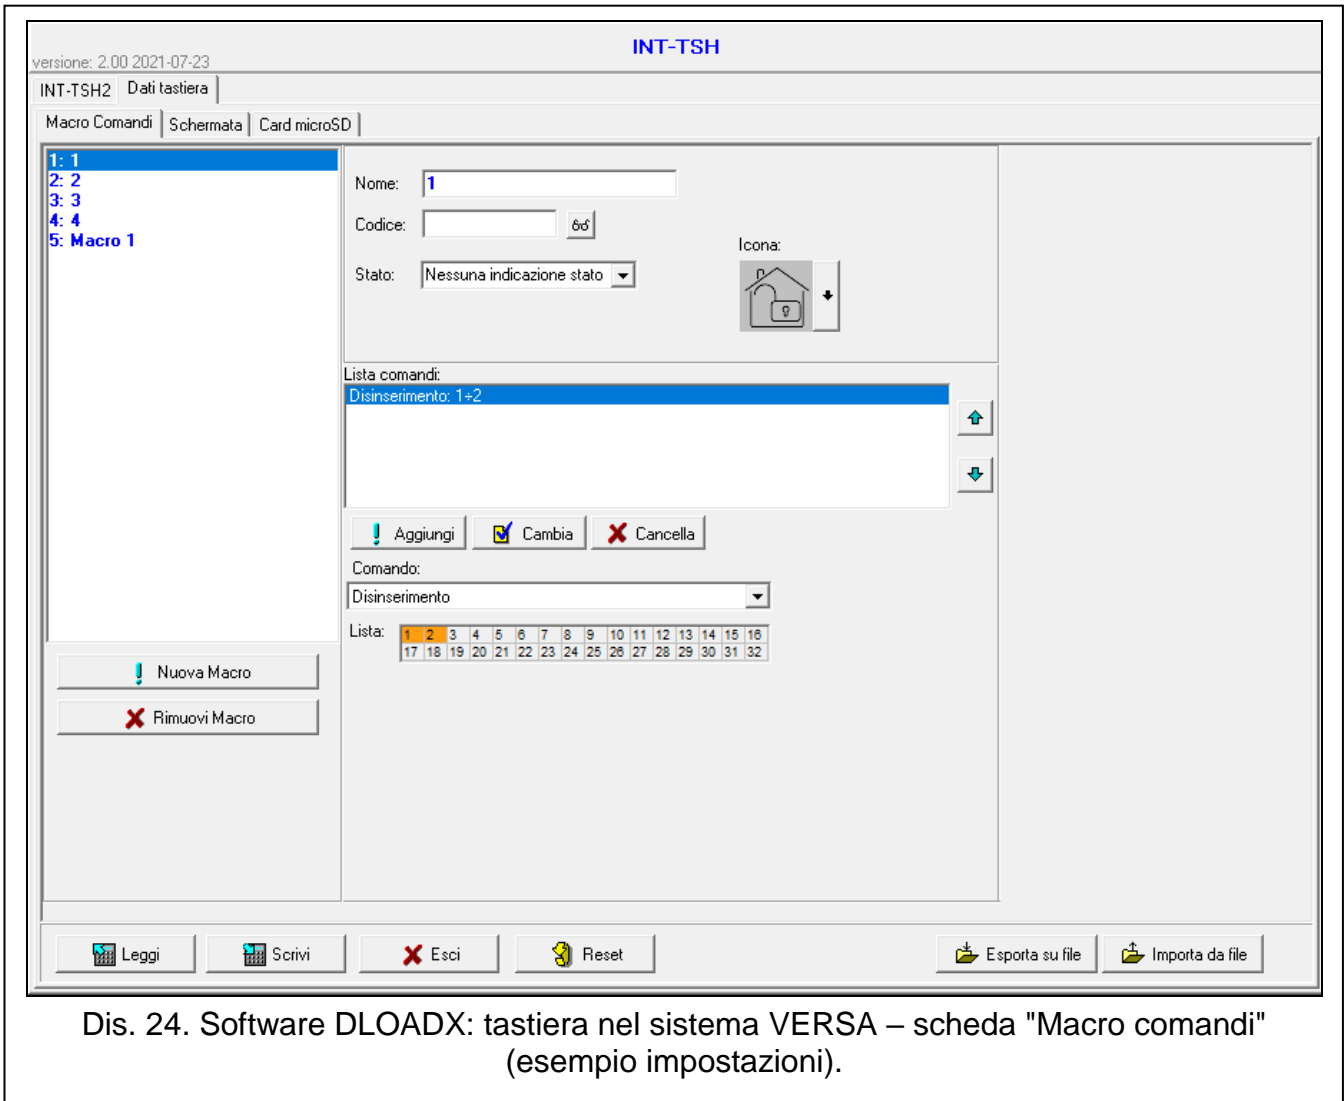 INT-TSH
versione: 2.00 2021-07-23
INT-TSH2 Dati tastiera
Macro Comandi Schermata Card microSD
1: 1
2: 2
3: 3
4: 4
5: Macro 1
Nuova Macro
Rimuovi Macro
Nome: 1
Codice:
Stato: Nessuna indicazione stato
Icona:
Lista comandi:
Disinserimento: 1÷2
Aggiungi Cambia Cancella
Comando:
Disinserimento
Lista: 1 2 3 4 5 6 7 8 9 10 11 12 13 14 15 16
17 18 19 20 21 22 23 24 25 26 27 28 29 30 31 32
Leggi Scrivi Esci Reset Esporta su file Importa da file
Dis. 24. Software DLOADX: tastiera nel sistema VERSA – scheda "Macro comandi"
(esempio impostazioni).